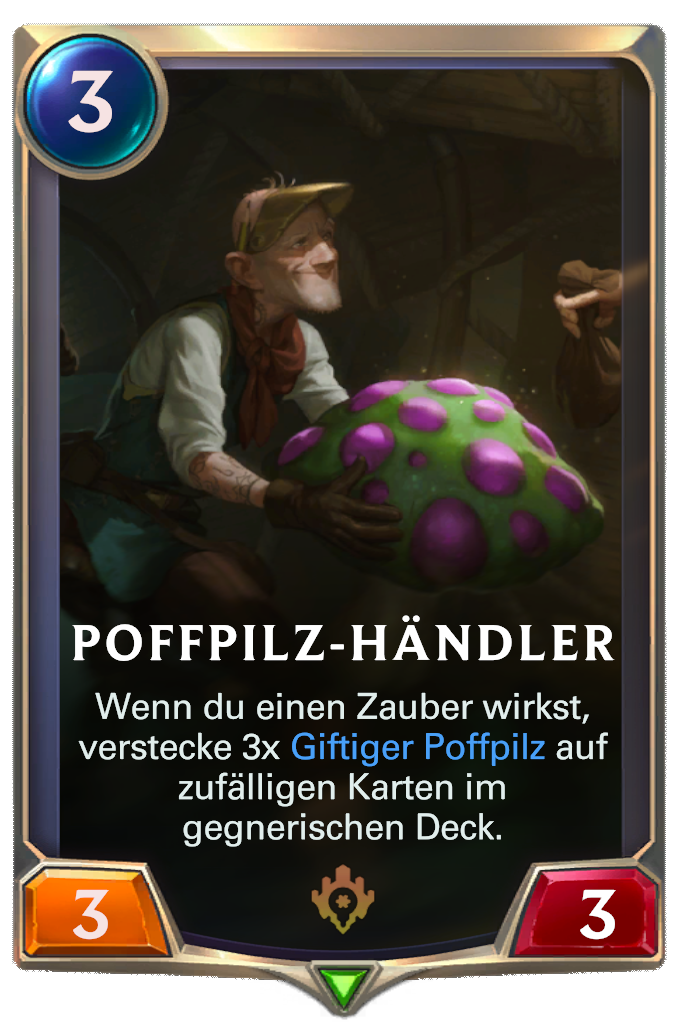 3
POFFPILZ-HÄNDLER
Wenn du einen Zauber wirkst,
verstecke 3x Giftiger Poffpilz auf
zufälligen Karten im
gegnerischen Deck.
3
3